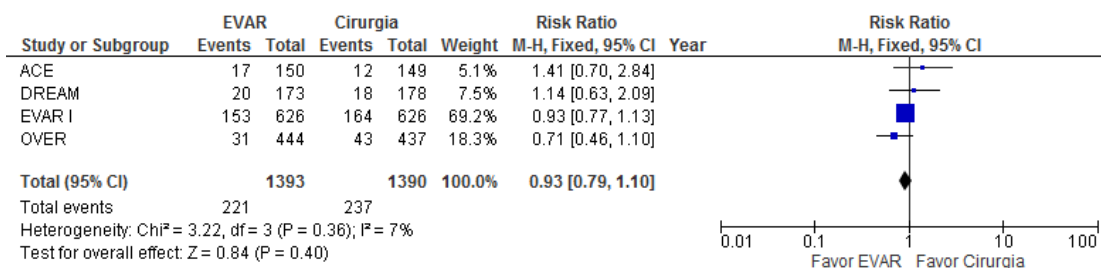 EVAR Cirurgia Risk Ratio Risk Ratio
Study or Subgroup Events Total Events Total Weight M-H, Fixed, 95% CI Year M-H, Fixed, 95% CI
ACE 17 150 12 149 5.1% 1.41 [0.70, 2.84]
DREAM 20 173 18 178 7.5% 1.14 [0.63, 2.09]
EVAR I 153 626 164 626 69.2% 0.93 [0.77, 1.13]
OVER 31 444 43 437 18.3% 0.71 [0.46, 1.10]
Total (95% CI) 1393 1390 100.0% 0.93 [0.79, 1.10]
Total events 221 237
Heterogeneity: Chi² = 3.22, df = 3 (P = 0.36); I² = 7%
Test for overall effect: Z = 0.84 (P = 0.40)
0.01 0.1 1 10 100
Favor EVAR Favor Cirurgia